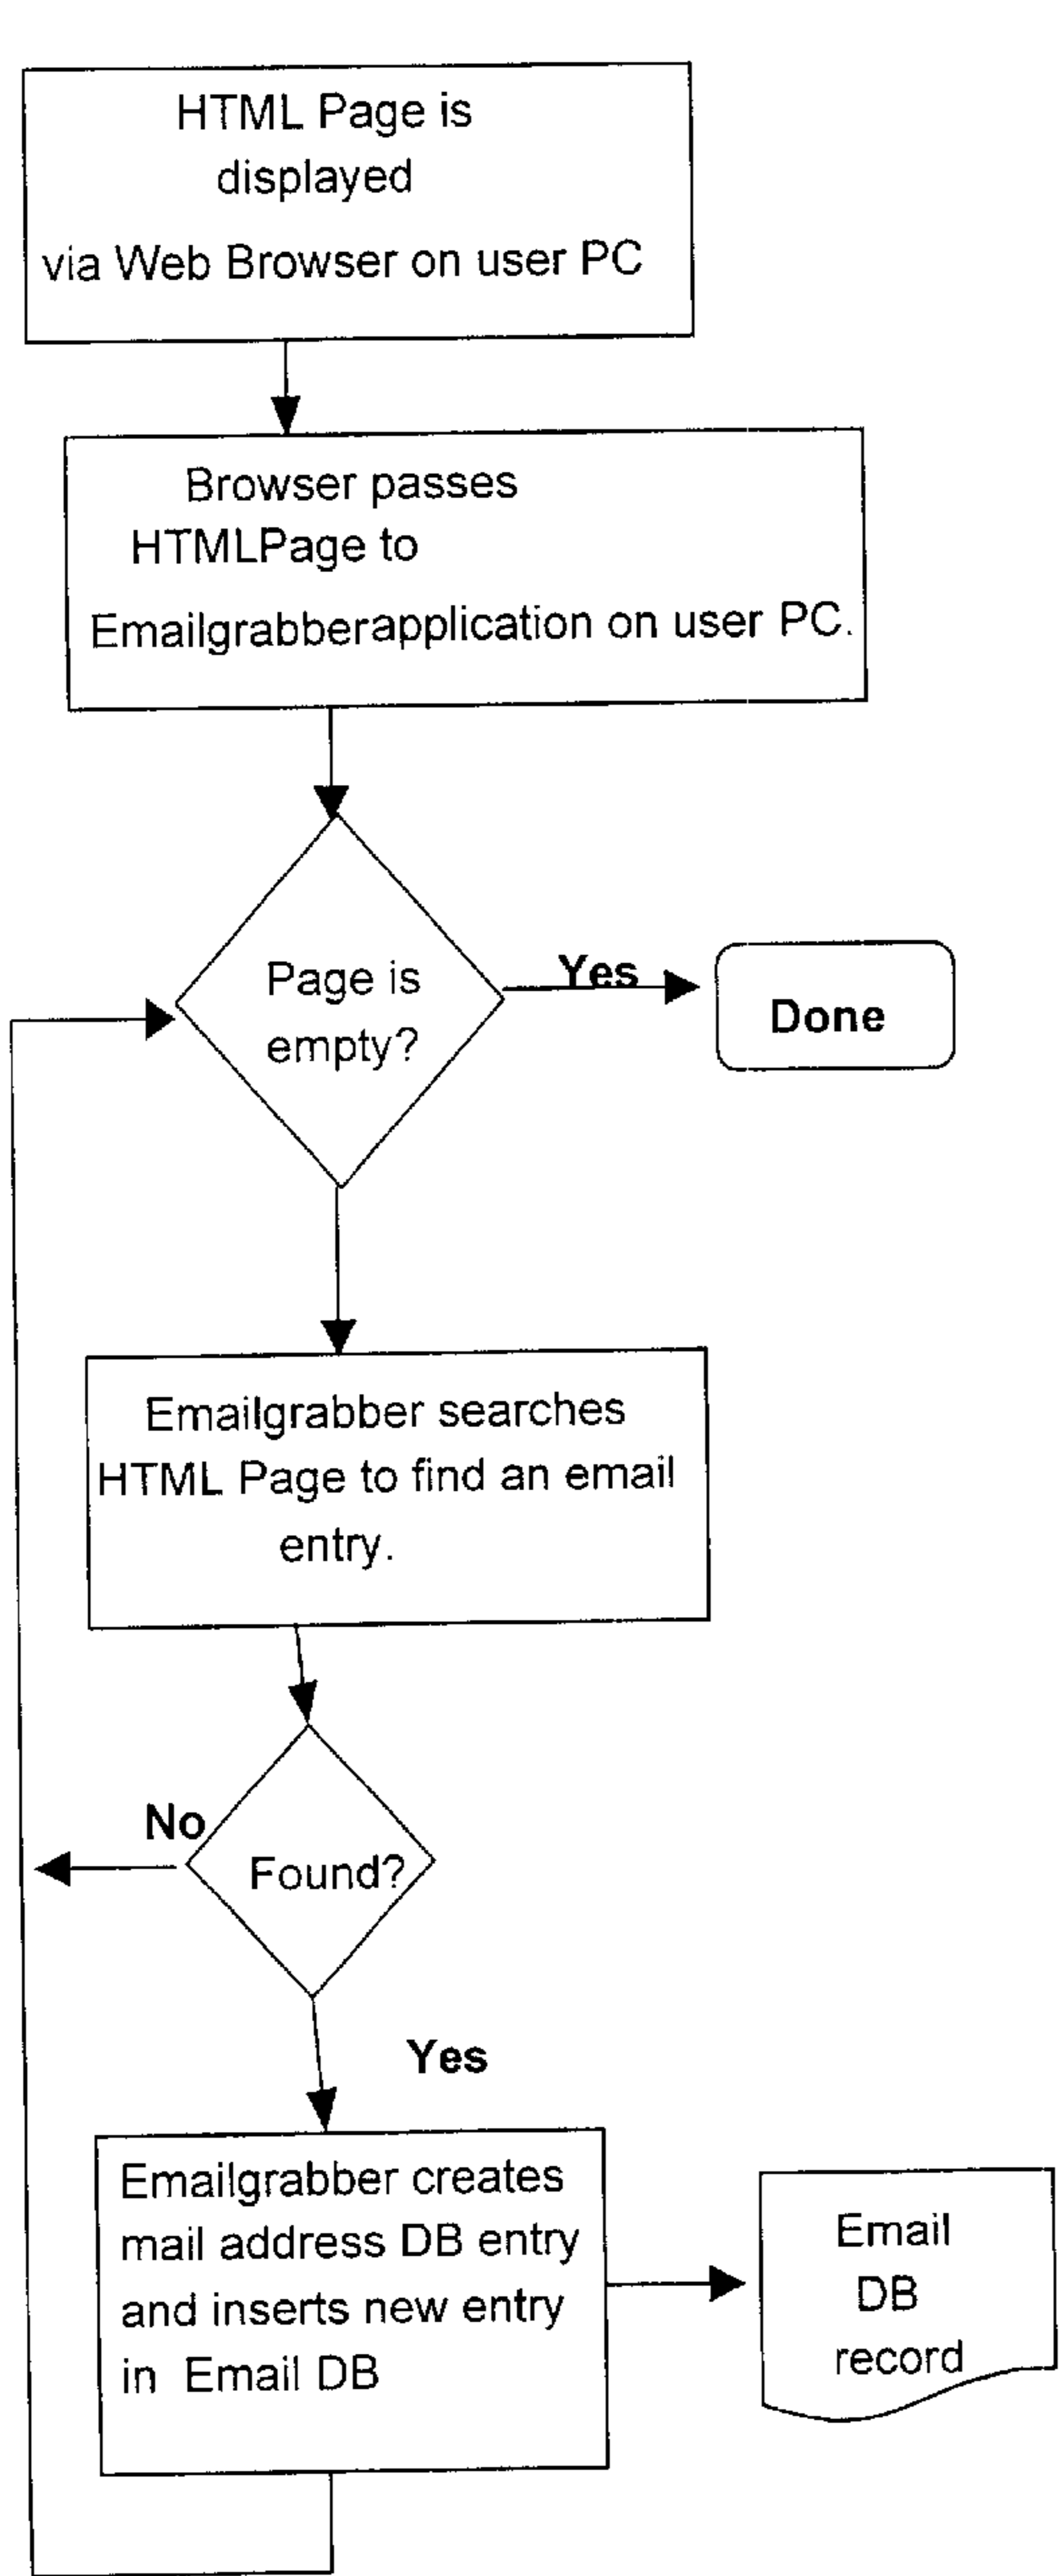 HTML Page is
displayed
via Web Browser on user PC
Browser passes
HTMLPage to
Emailgrabberapplication on user PC.
Page is
empty?
Yes
Done
Emailgrabber searches
HTML Page to find an email
entry.
No
Found?
Yes
Emailgrabber creates
mail address DB entry
and inserts new entry
in Email DB
Email
DB
record